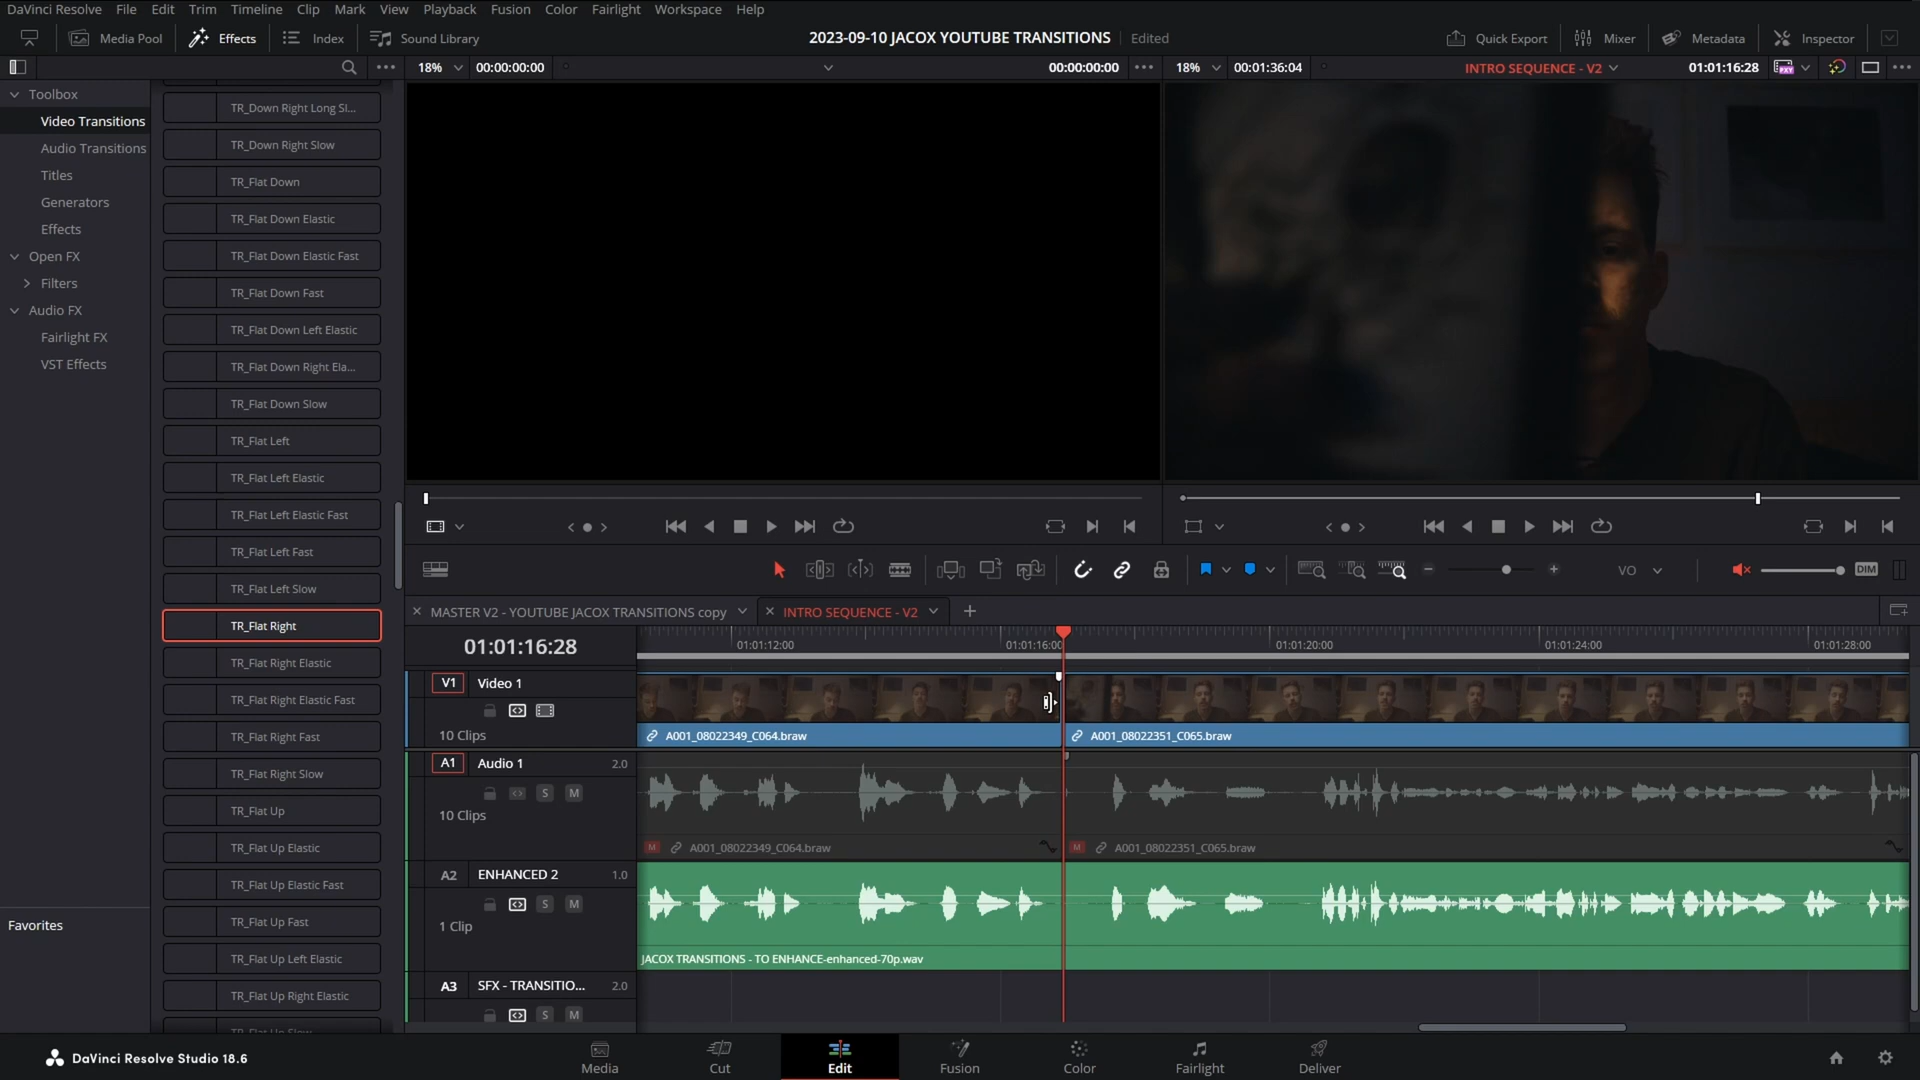 DaVinci Resolve File Edit Trim Timeline Clip Mark View Playback Fusion Color Fairlight Workspace Help
Media Pool Effects Index Sound Library 2023-09-10 JACOX YOUTUBE TRANSITIONS Edited Quick Export Mixer Metadata Inspector
18% 00:00:00:00 00:00:00:00 18% 00:01:36:04 INTRO SEQUENCE - V2 01:01:16:28 PXY
Toolbox
Video Transitions
Audio Transitions
Titles
Generators
Effects
Open FX
Filters
Audio FX
Fairlight FX
VST Effects
Favorites
TR_Down Right Long Sl...
TR_Down Right Slow
TR_Flat Down
TR_Flat Down Elastic
TR_Flat Down Elastic Fast
TR_Flat Down Fast
TR_Flat Down Left Elastic
TR_Flat Down Right Ela...
TR_Flat Down Slow
TR_Flat Left
TR_Flat Left Elastic
TR_Flat Left Elastic Fast
TR_Flat Left Fast
TR_Flat Left Slow
TR_Flat Right
TR_Flat Right Elastic
TR_Flat Right Elastic Fast
TR_Flat Right Fast
TR_Flat Right Slow
TR_Flat Up
TR_Flat Up Elastic
TR_Flat Up Elastic Fast
TR_Flat Up Fast
TR_Flat Up Left Elastic
TR_Flat Up Right Elastic
TR_Flat Up Slow
VO DIM
MASTER V2 - YOUTUBE JACOX TRANSITIONS copy INTRO SEQUENCE - V2
01:01:16:28 01:01:12:00 01:01:16:00 01:01:20:00 01:01:24:00 01:01:28:00
V1 Video 1
10 Clips A001_08022349_C064.braw A001_08022351_C065.braw
A1 Audio 1 2.0
S M
10 Clips
M A001_08022349_C064.braw M A001_08022351_C065.braw
A2 ENHANCED 2 1.0
S M
1 Clip
JACOX TRANSITIONS - TO ENHANCE-enhanced-70p.wav
A3 SFX - TRANSITIO... 2.0
S M
DaVinci Resolve Studio 18.6 Media Cut Edit Fusion Color Fairlight Deliver